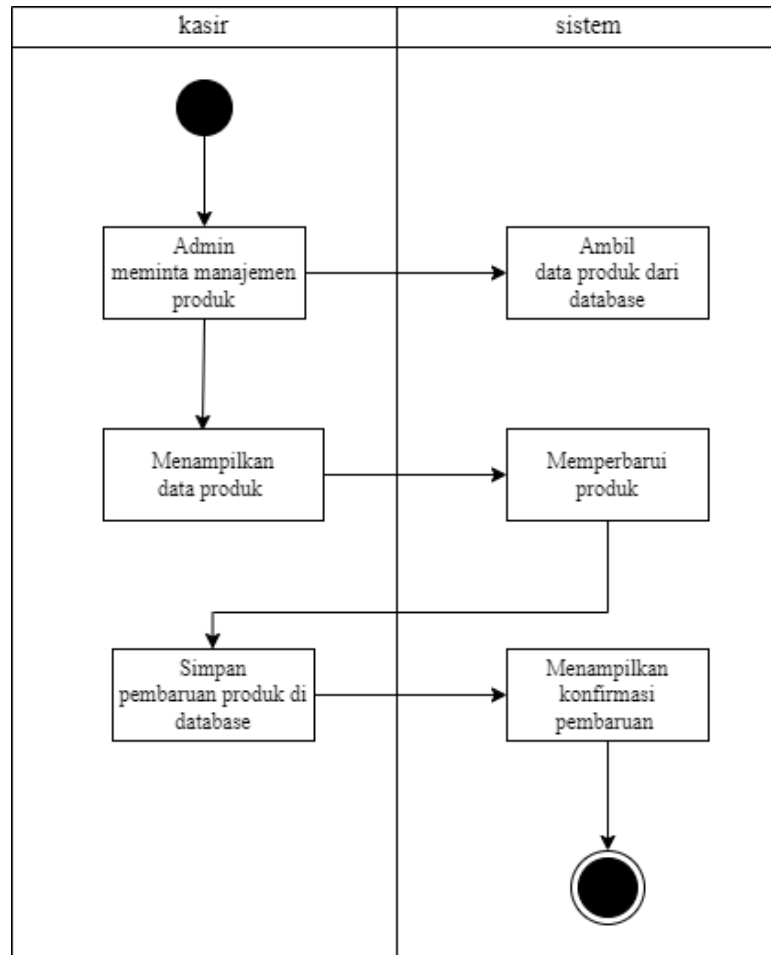 kasir
sistem
Admin
meminta manajemen
produk
Ambil
data produk dari
database
Menampilkan
data produk
Memperbarui
produk
Simpan
pembaruan produk di
database
Menampilkan
konfirmasi
pembaruan